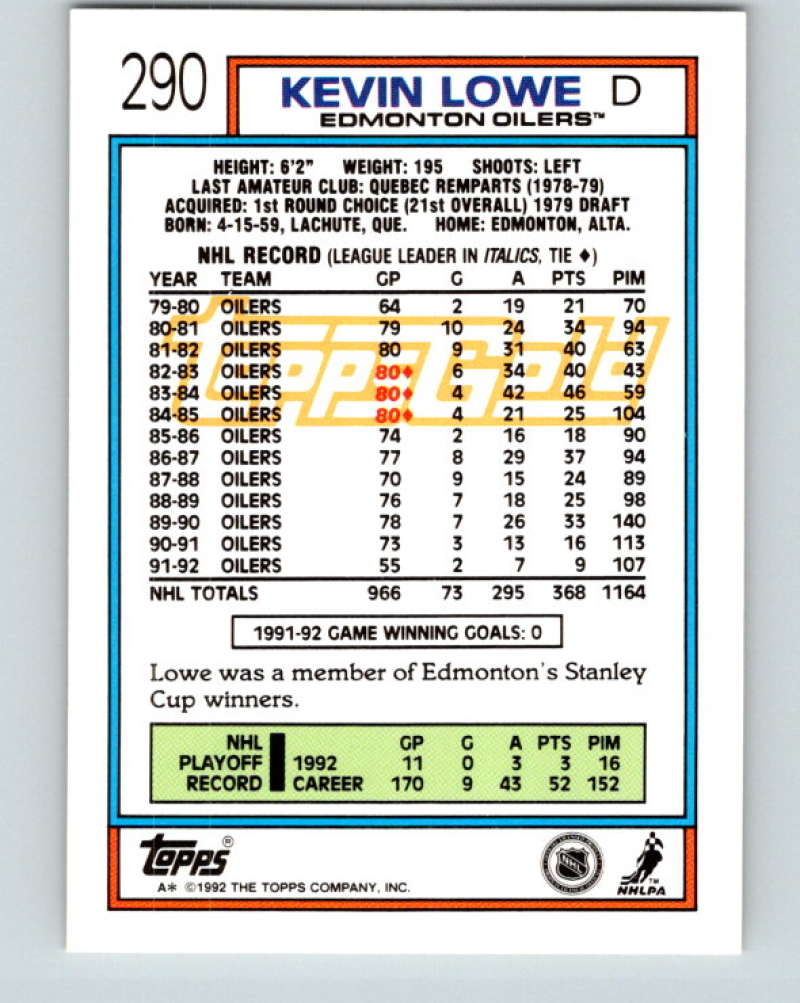 290
KEVIN LOWE D
EDMONTON OILERS™
HEIGHT: 6'2" WEIGHT: 195 SHOOTS: LEFT
LAST AMATEUR CLUB: QUEBEC REMPARTS (1978-79)
ACQUIRED: 1st ROUND CHOICE (21st OVERALL) 1979 DRAFT
BORN: 4-15-59, LACHUTE, QUE. HOME: EDMONTON, ALTA.
NHL RECORD (LEAGUE LEADER IN ITALICS, TIE ♦)
YEAR TEAM GP G A PTS PIM
79-80 OILERS 64 2 19 21 70
80-81 OILERS 79 10 24 34 94
81-82 OILERS 80 9 31 40 63
82-83 OILERS 80♦ 6 34 40 43
83-84 OILERS 80♦ 4 42 46 59
84-85 OILERS 80♦ 4 21 25 104
85-86 OILERS 74 2 16 18 90
86-87 OILERS 77 8 29 37 94
87-88 OILERS 70 9 15 24 89
88-89 OILERS 76 7 18 25 98
89-90 OILERS 78 7 26 33 140
90-91 OILERS 73 3 13 16 113
91-92 OILERS 55 2 7 9 107
NHL TOTALS 966 73 295 368 1164
Topps Gold
1991-92 GAME WINNING GOALS: 0
Lowe was a member of Edmonton's Stanley
Cup winners.
NHL GP G A PTS PIM
PLAYOFF 1992 11 0 3 3 16
RECORD CAREER 170 9 43 52 152
TOPPS®
A* ©1992 THE TOPPS COMPANY, INC.
NHL
™
NHLPA